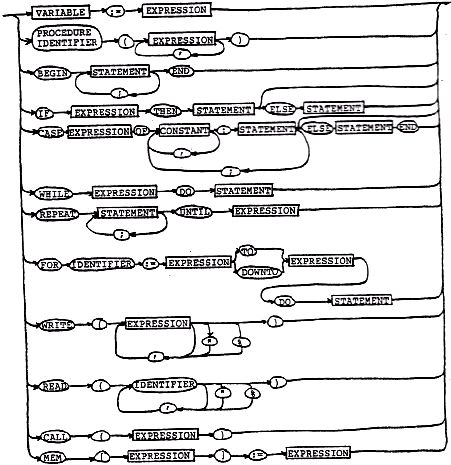 VARIABLE := EXPRESSION
PROCEDURE
IDENTIFIER ( EXPRESSION )
,
BEGIN STATEMENT END
;
IF EXPRESSION THEN STATEMENT ELSE STATEMENT
CASE EXPRESSION OF CONSTANT : STATEMENT ELSE STATEMENT END
,
;
WHILE EXPRESSION DO STATEMENT
REPEAT STATEMENT UNTIL EXPRESSION
;
FOR IDENTIFIER := EXPRESSION TO EXPRESSION
DOWNTO
DO STATEMENT
WRITE ( EXPRESSION )
,
READ ( IDENTIFIER )
,
CALL ( EXPRESSION )
MEM [ EXPRESSION ] := EXPRESSION